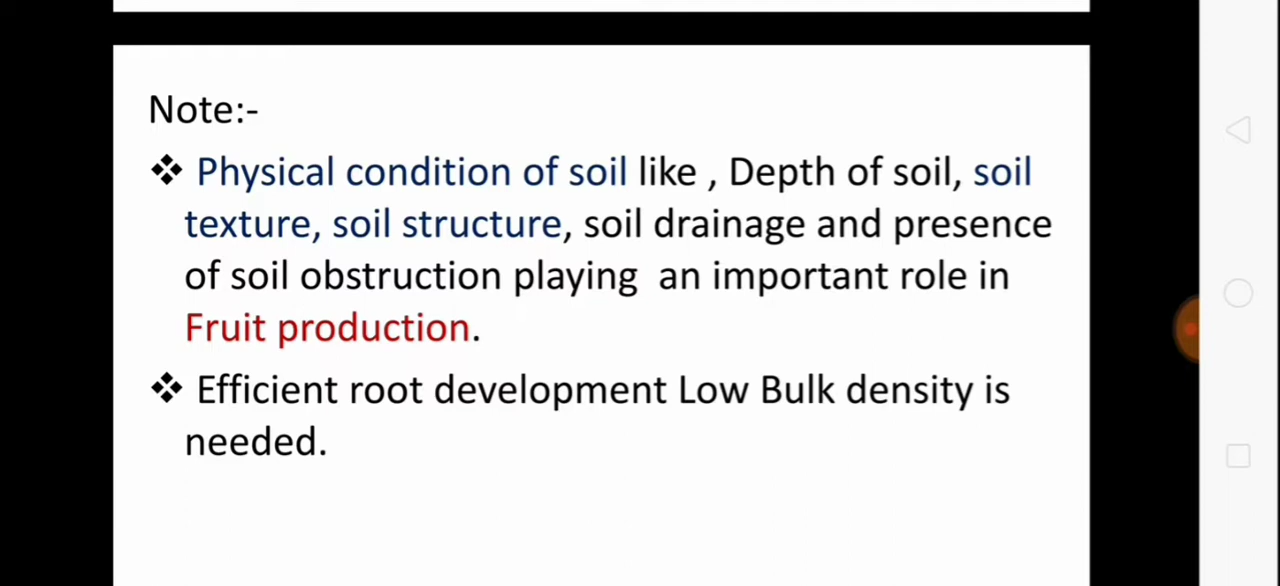 Note:-
❖ Physical condition of soil like , Depth of soil, soil
texture, soil structure, soil drainage and presence
of soil obstruction playing  an important role in
Fruit production.
❖ Efficient root development Low Bulk density is
needed.